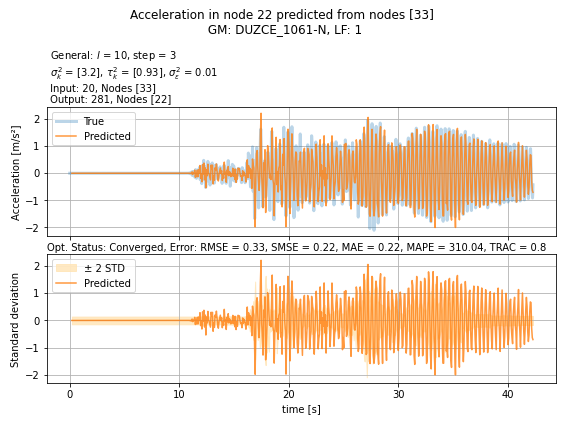 Acceleration in node 22 predicted from nodes [33]
GM: DUZCE_1061-N, LF: 1
General: l = 10, step = 3
σ²ₖ = [3.2], τ²ₖ = [0.93], σ²ε = 0.01
Input: 20, Nodes [33]
Output: 281, Nodes [22]
True
Predicted
Acceleration [m/s²]
2
1
0
−1
−2
Opt. Status: Converged, Error: RMSE = 0.33, SMSE = 0.22, MAE = 0.22, MAPE = 310.04, TRAC = 0.8
± 2 STD
Predicted
Standard deviation
2
1
0
−1
−2
0 10 20 30 40
time [s]